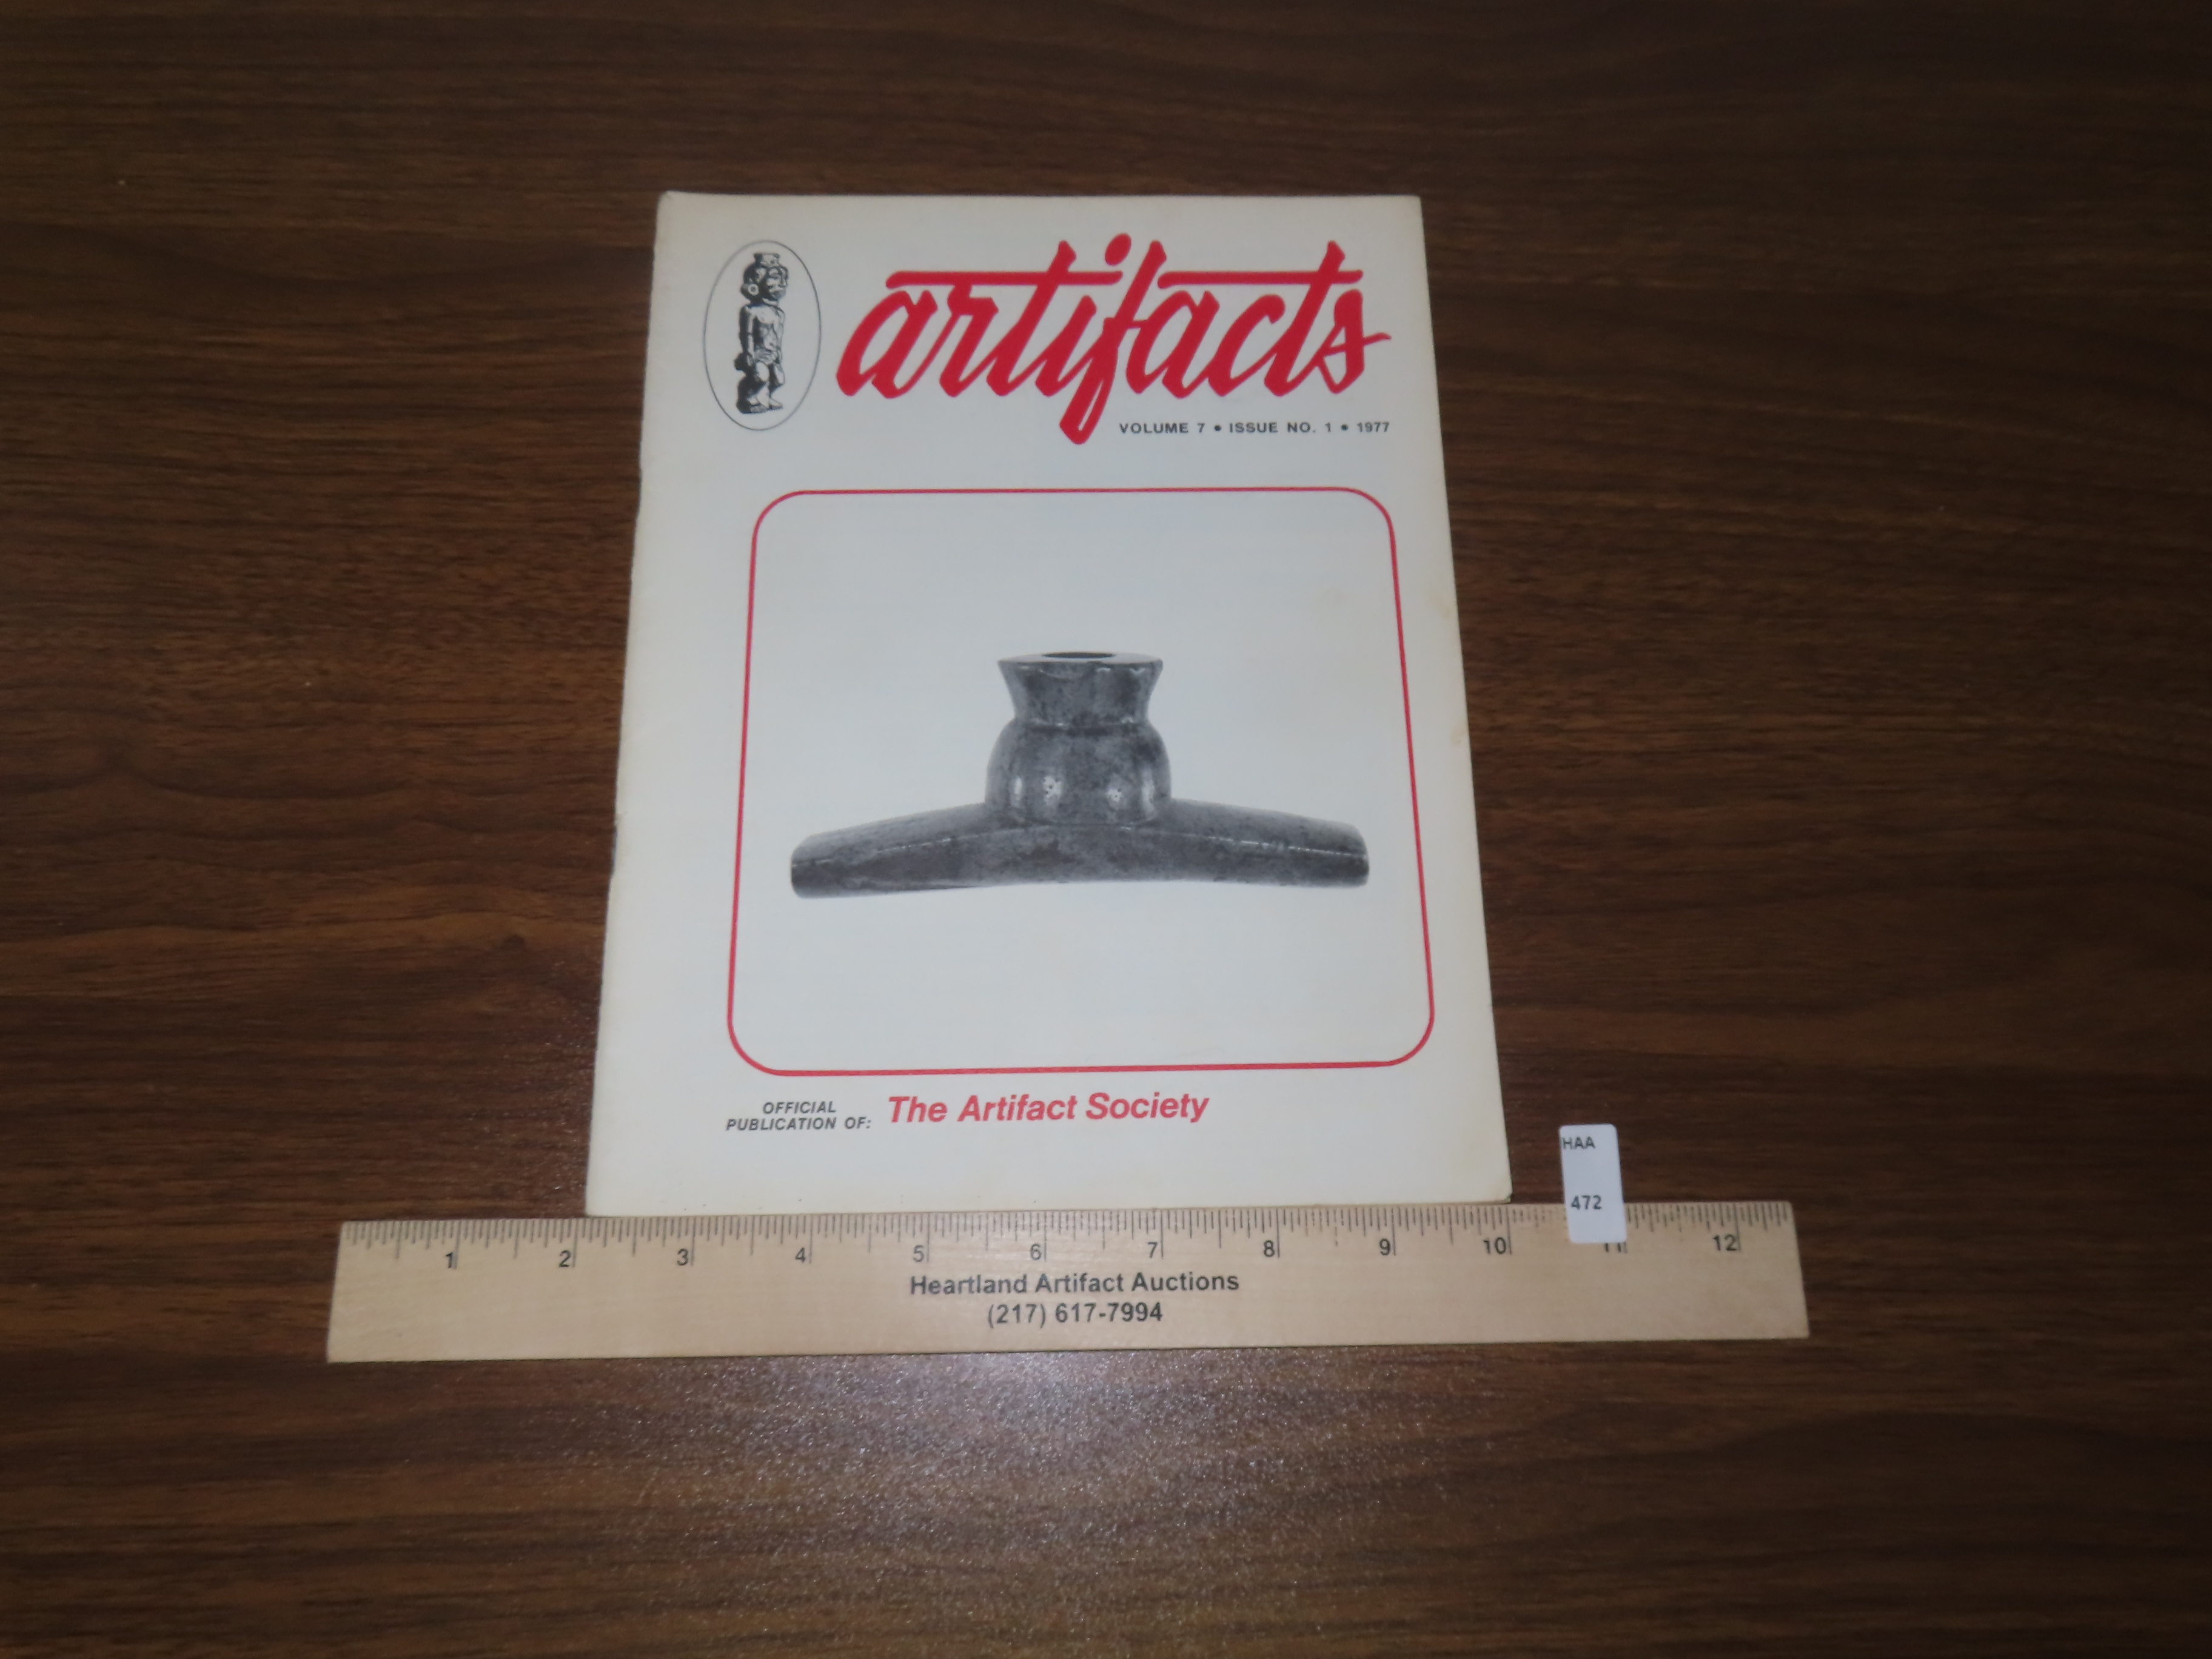 artifacts
VOLUME 7 • ISSUE NO. 1 • 1977
OFFICIAL
PUBLICATION OF:
The Artifact Society
HAA
472
1 2 3 4 5 6 7 8 9 10 11 12
Heartland Artifact Auctions
(217) 617-7994